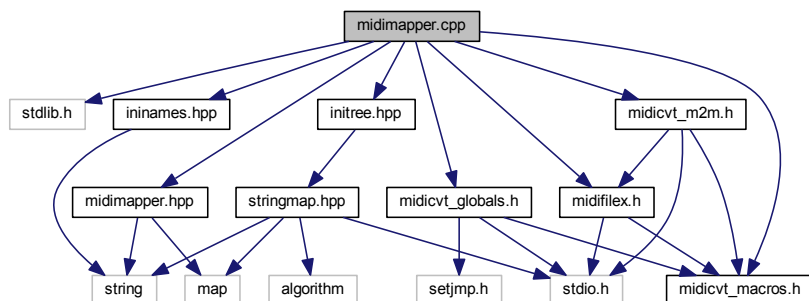 midimapper.cpp
stdlib.h
ininames.hpp
initree.hpp
midicvt_m2m.h
midimapper.hpp
stringmap.hpp
midicvt_globals.h
midifilex.h
string
map
algorithm
setjmp.h
stdio.h
midicvt_macros.h